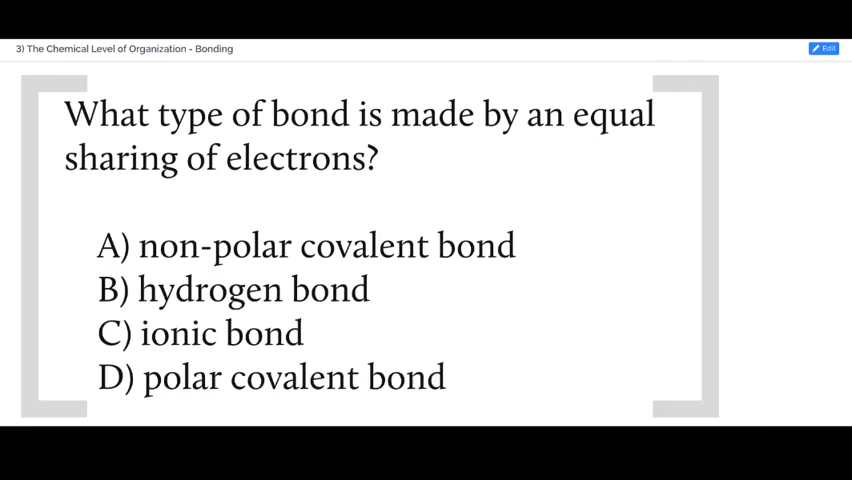 3) The Chemical Level of Organization - Bonding
Edit
What type of bond is made by an equal
sharing of electrons?
A) non-polar covalent bond
B) hydrogen bond
C) ionic bond
D) polar covalent bond